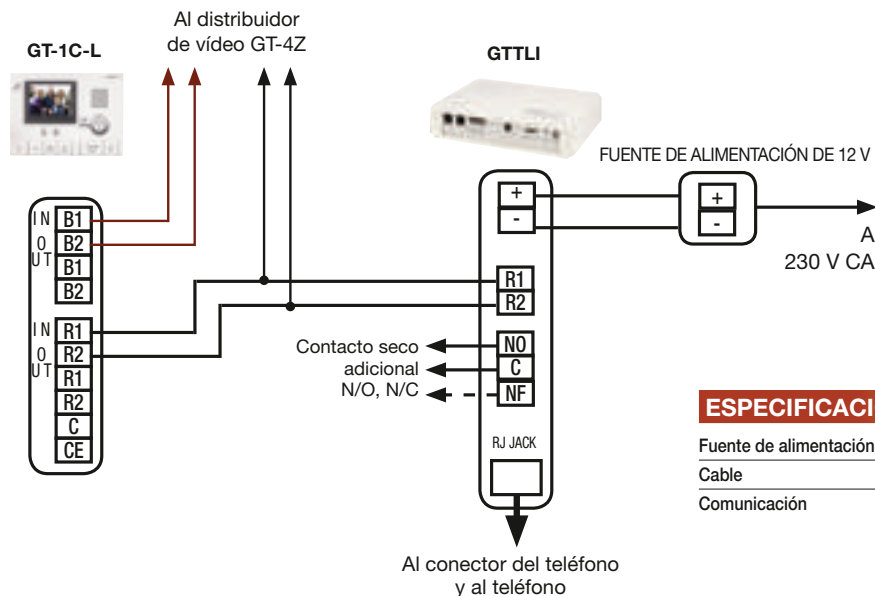 Al distribuidor
de vídeo GT-4Z
GT-1C-L
GTTLI
FUENTE DE ALIMENTACIÓN DE 12 V
+
-
+
-
A
230 V CA
IN
OUT
B1
B2
B1
B2
IN
OUT
R1
R2
R1
R2
C
CE
R1
R2
Contacto seco
adicional
N/O, N/C
NO
C
NF
RJ JACK
Al conector del teléfono
y al teléfono
ESPECIFICACI
Fuente de alimentación
Cable
Comunicación